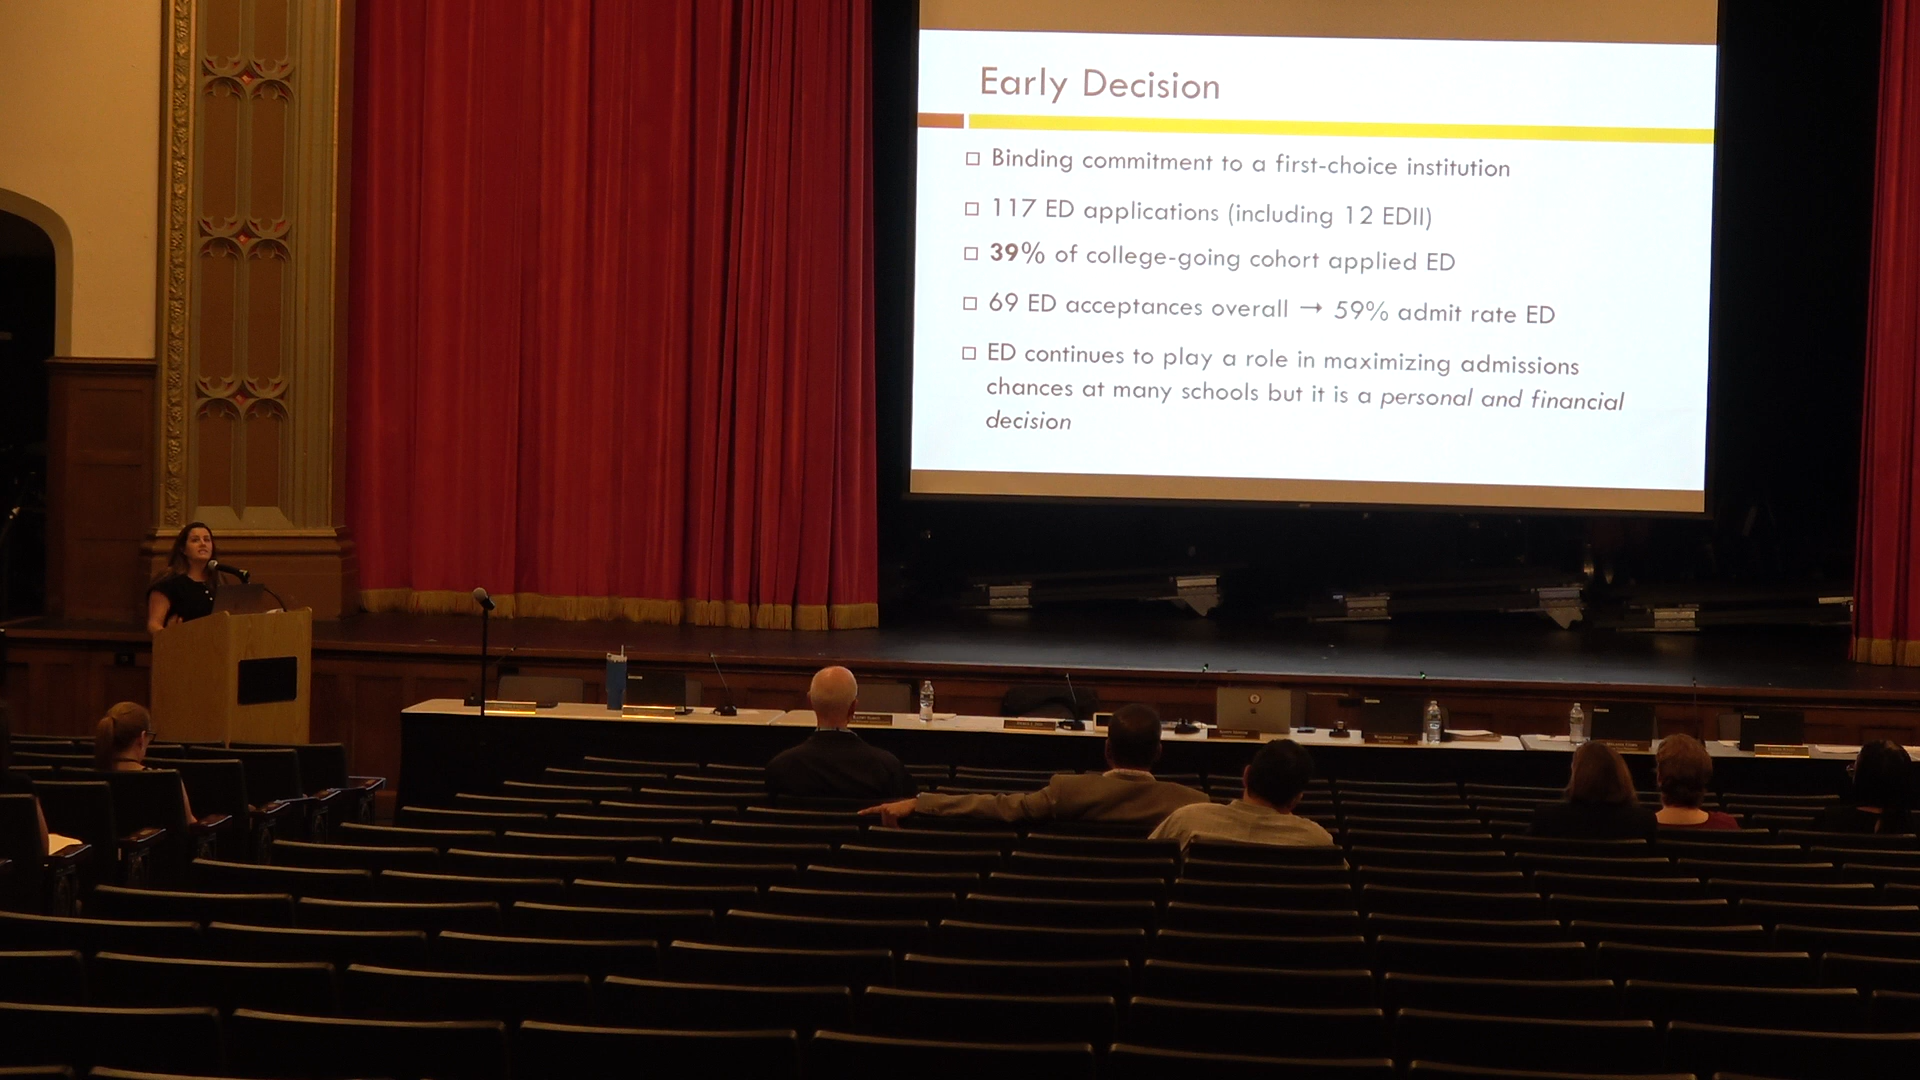 Early Decision
Binding commitment to a first-choice institution
117 ED applications (including 12 EDII)
39% of college-going cohort applied ED
69 ED acceptances overall → 59% admit rate ED
ED continues to play a role in maximizing admissions
chances at many schools but it is a personal and financial
decision